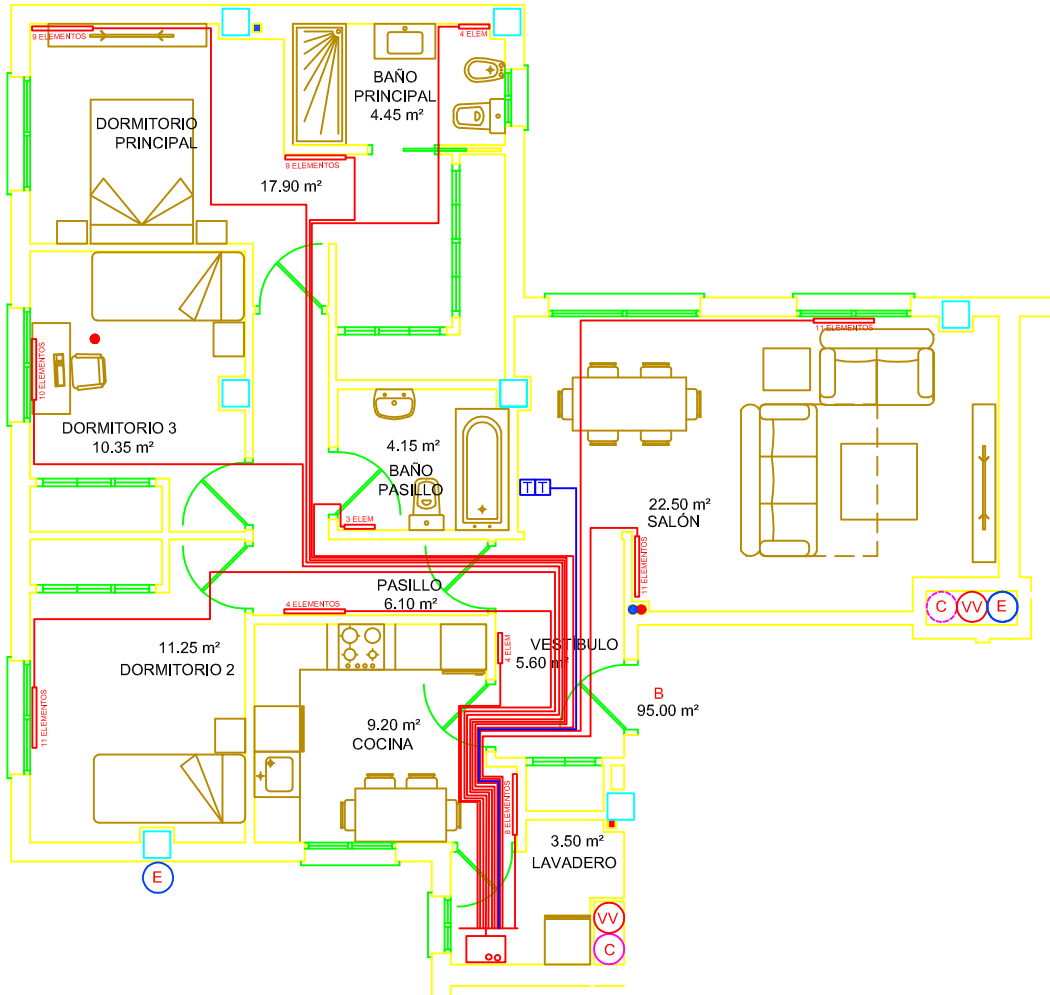 9 ELEMENTOS
4 ELEM
BAÑO
PRINCIPAL
4.45 m²
DORMITORIO
PRINCIPAL
9 ELEMENTOS
17.90 m²
11 ELEMENTOS
10 ELEMENTOS
DORMITORIO 3
10.35 m²
4.15 m²
BAÑO
PASILLO
3 ELEM
T T
22.50 m²
SALÓN
11 ELEMENTOS
PASILLO
6.10 m²
4 ELEMENTOS
C VV E
4 ELEM
VESTÍBULO
5.60 m²
11.25 m²
DORMITORIO 2
11 ELEMENTOS
B
95.00 m²
9.20 m²
COCINA
8 ELEMENTOS
3.50 m²
LAVADERO
E
VV
C